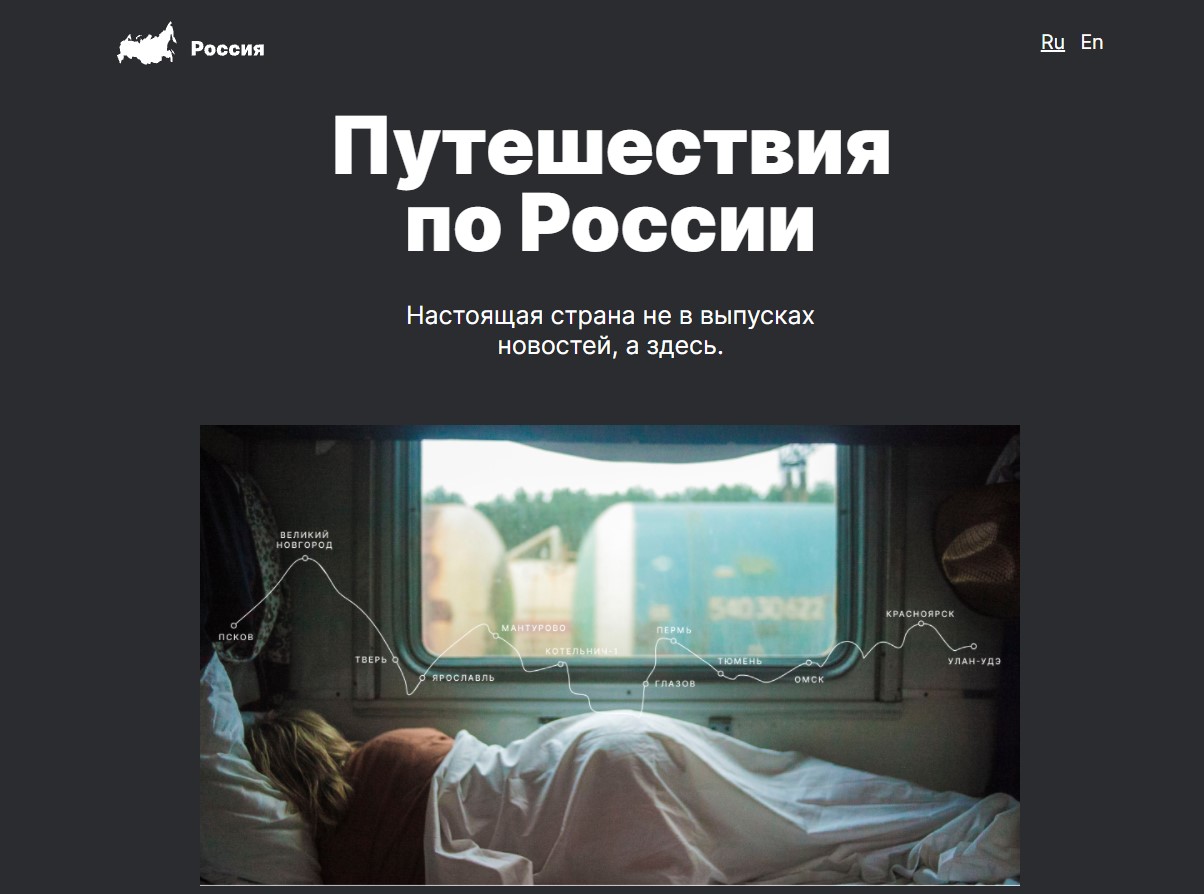 Россия
Ru En
Путешествия
по России
Настоящая страна не в выпусках
новостей, а здесь.
ВЕЛИКИЙ
НОВГОРОД
ПСКОВ
ТВЕРЬ
ЯРОСЛАВЛЬ
МАНТУРОВО
КОТЕЛЬНИЧ-1
ПЕРМЬ
ГЛАЗОВ
ТЮМЕНЬ
ОМСК
КРАСНОЯРСК
УЛАН-УДЭ